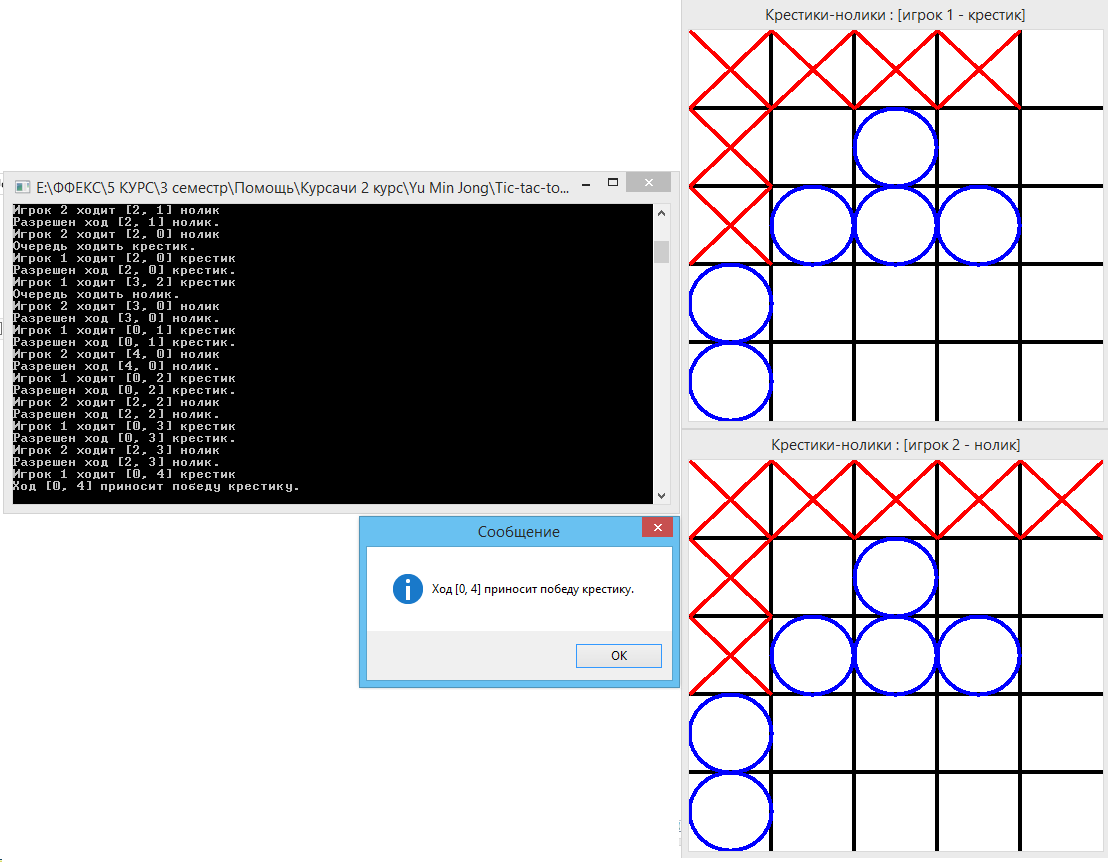 Крестики-нолики : [игрок 1 - крестик]
E:\ФФЕКС\5 КУРС\3 семестр\Помощь\Курсачи 2 курс\Yu Min Jong\Tic-tac-to...
Игрок 2 ходит [2, 1] нолик
Разрешен ход [2, 1] нолик.
Игрок 2 ходит [2, 0] нолик
Очередь ходить крестик.
Игрок 1 ходит [2, 0] крестик
Разрешен ход [2, 0] крестик.
Игрок 1 ходит [3, 2] крестик
Очередь ходить нолик.
Игрок 2 ходит [3, 0] нолик
Разрешен ход [3, 0] нолик.
Игрок 1 ходит [0, 1] крестик
Разрешен ход [0, 1] крестик.
Игрок 2 ходит [4, 0] нолик
Разрешен ход [4, 0] нолик.
Игрок 1 ходит [0, 2] крестик
Разрешен ход [0, 2] крестик.
Игрок 2 ходит [2, 2] нолик
Разрешен ход [2, 2] нолик.
Игрок 1 ходит [0, 3] крестик
Разрешен ход [0, 3] крестик.
Игрок 2 ходит [2, 3] нолик
Разрешен ход [2, 3] нолик.
Игрок 1 ходит [0, 4] крестик
Ход [0, 4] приносит победу крестику.
Крестики-нолики : [игрок 2 - нолик]
Сообщение
Ход [0, 4] приносит победу крестику.
OK